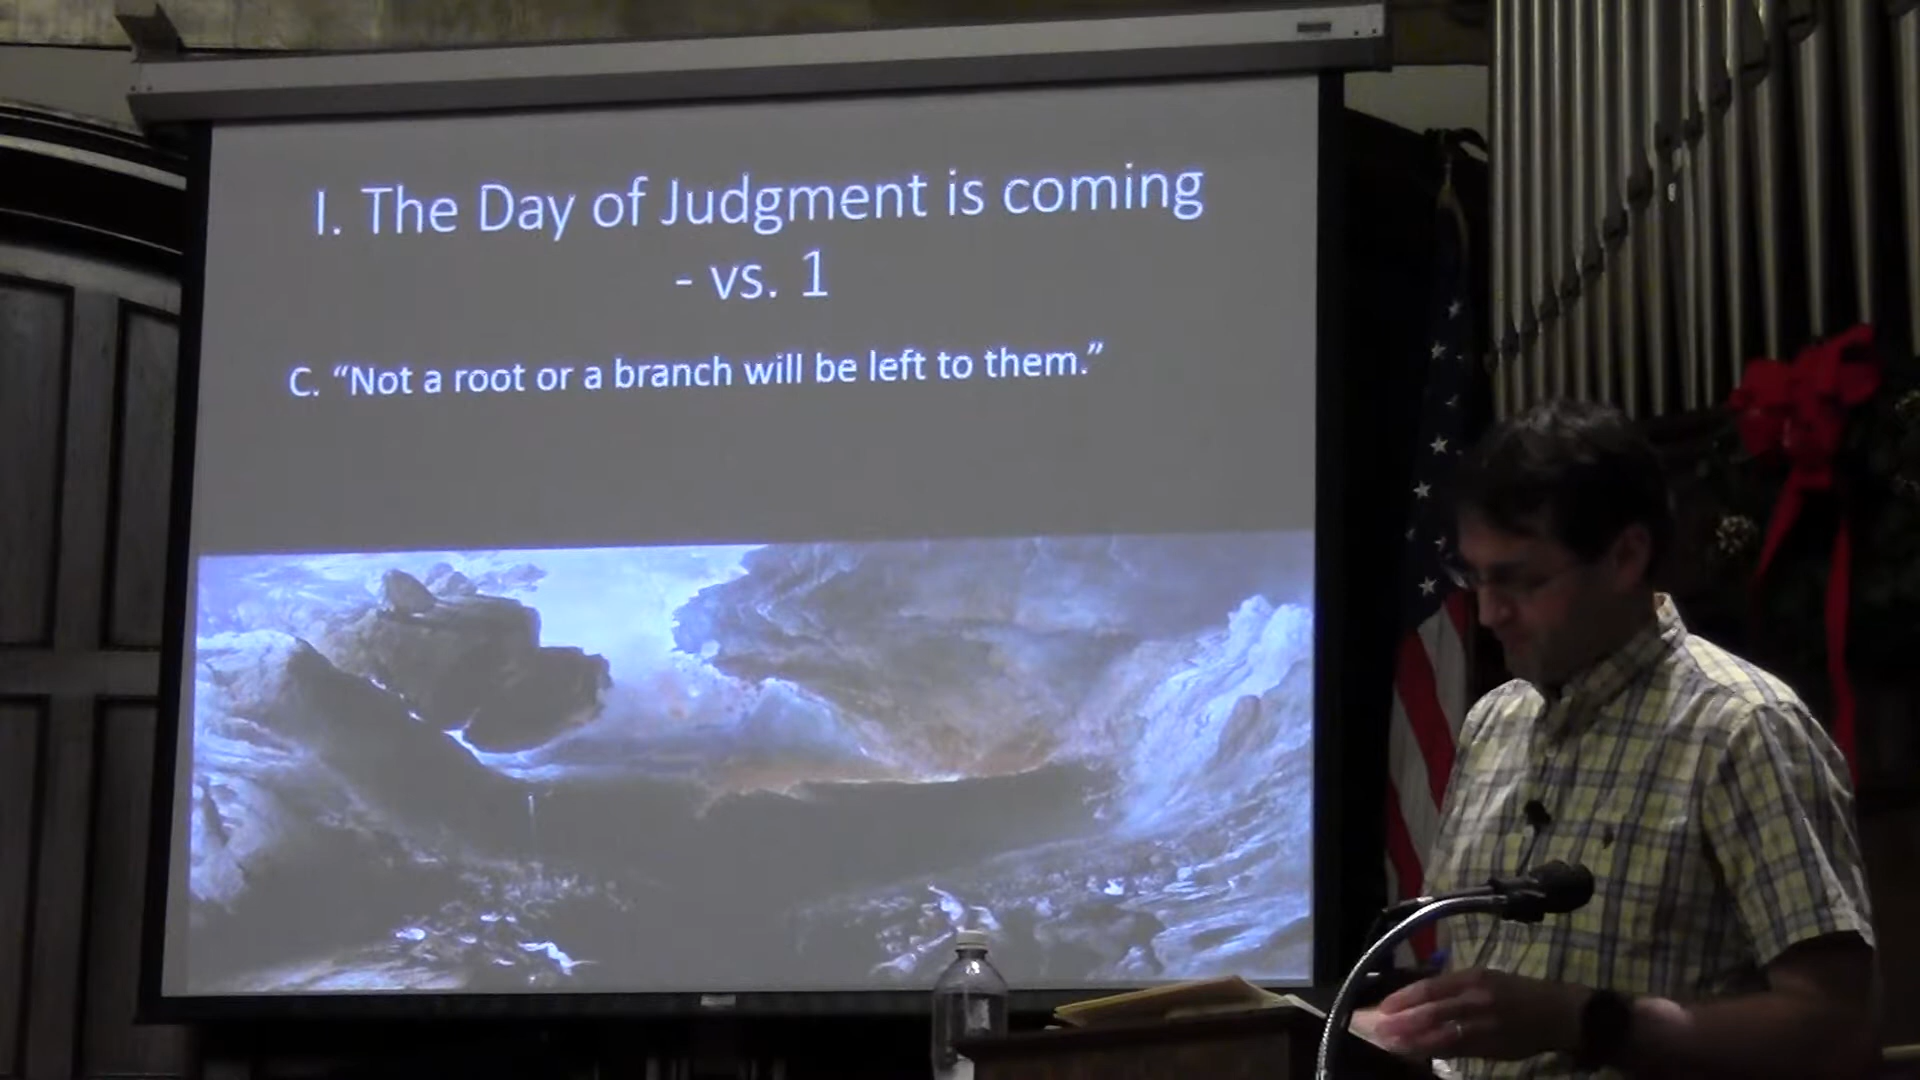 I. The Day of Judgment is coming
- vs. 1
C. “Not a root or a branch will be left to them.”